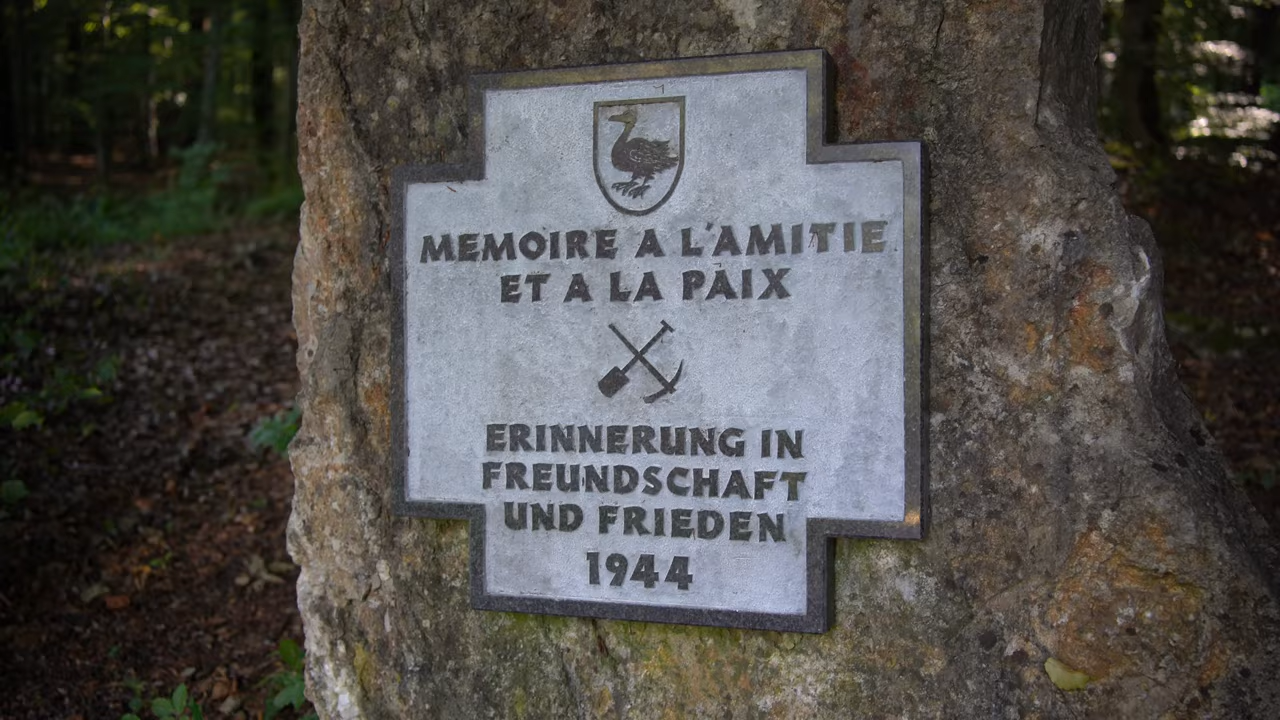 MEMOIRE A L'AMITIE
ET A LA PAIX
ERINNERUNG IN
FREUNDSCHAFT
UND FRIEDEN
1944